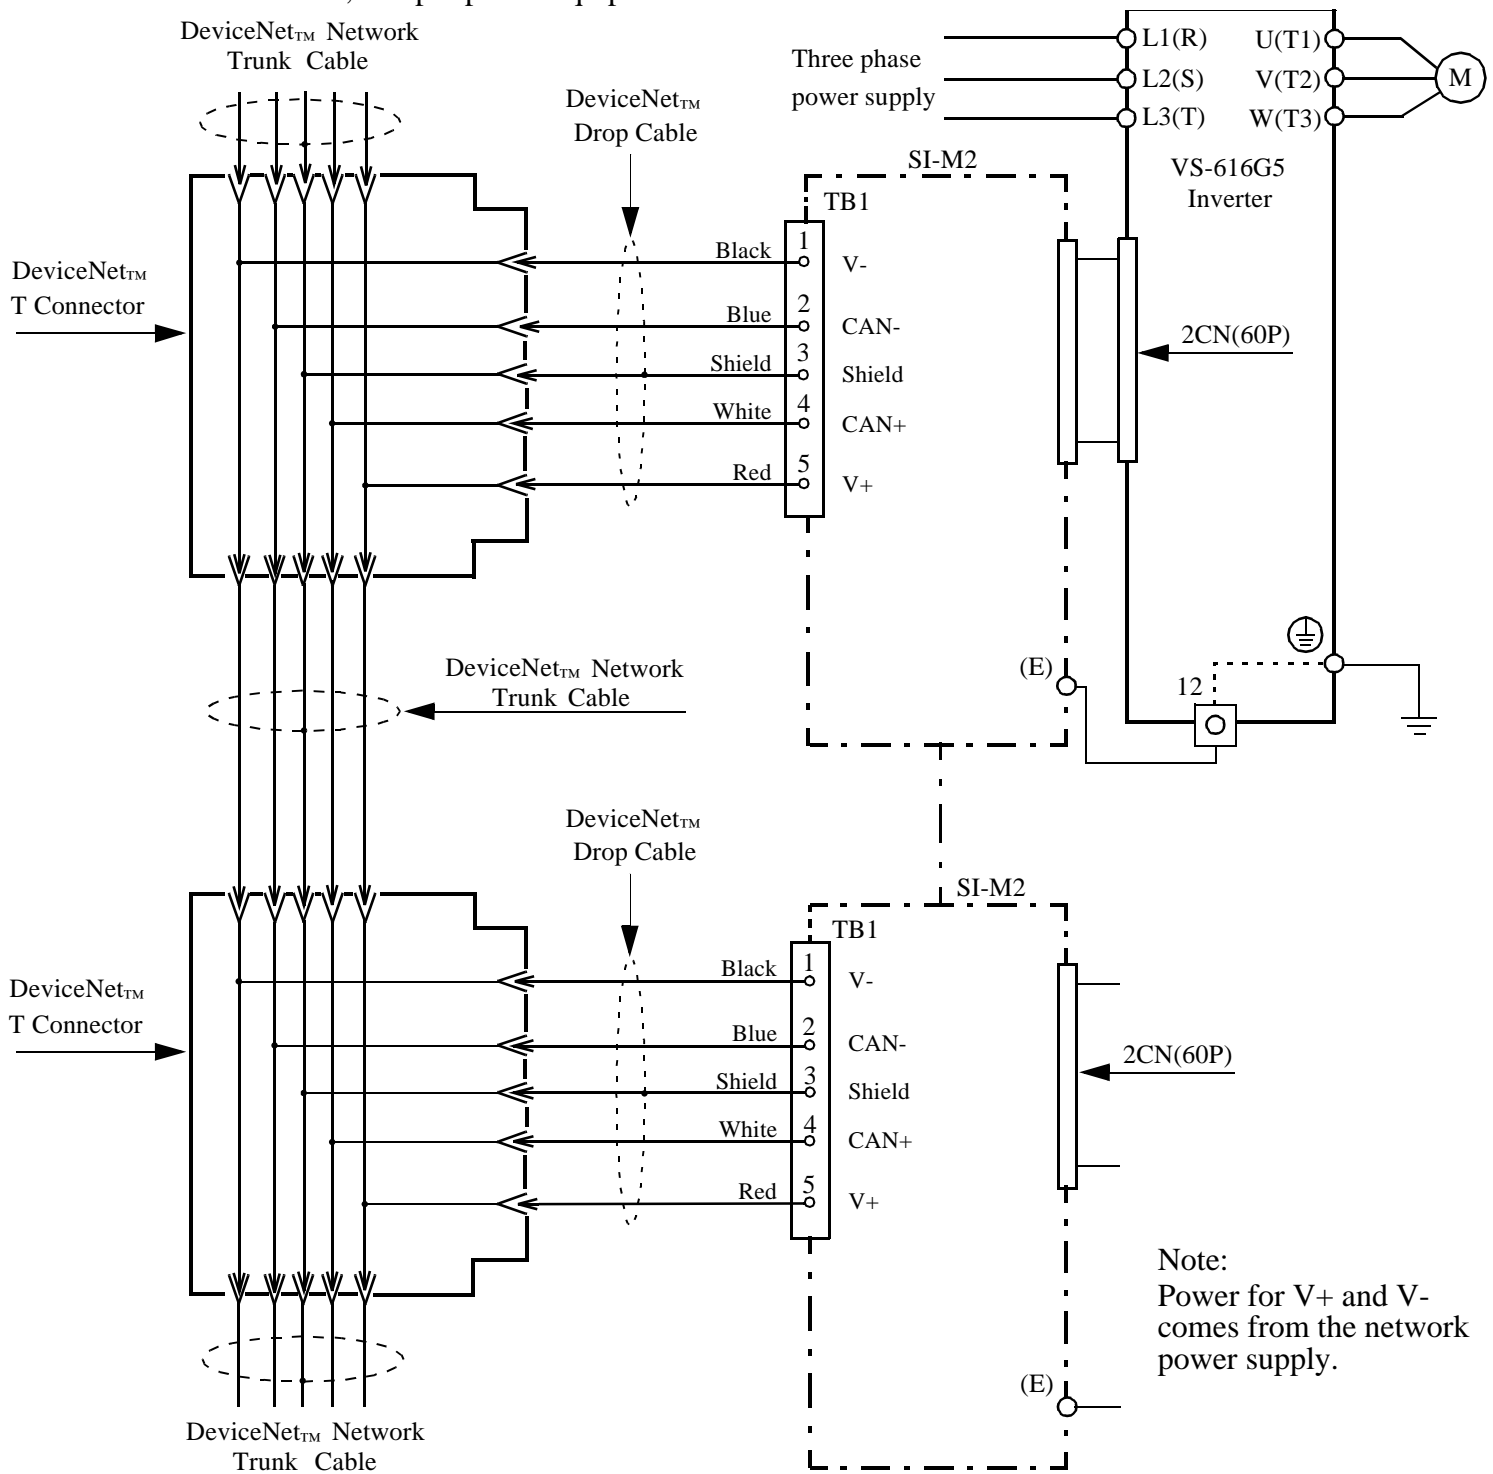 DeviceNet™ Network
Trunk Cable
Three phase
power supply
L1(R)
L2(S)
L3(T)
U(T1)
V(T2)
W(T3)
M
VS-616G5
Inverter
DeviceNet™
Drop Cable
SI-M2
TB1
DeviceNet™
T Connector
Black 1 V-
Blue 2 CAN-
Shield 3 Shield
White 4 CAN+
Red 5 V+
2CN(60P)
(E)
12
DeviceNet™ Network
Trunk Cable
DeviceNet™
Drop Cable
SI-M2
TB1
DeviceNet™
T Connector
Black 1 V-
Blue 2 CAN-
Shield 3 Shield
White 4 CAN+
Red 5 V+
2CN(60P)
Note:
Power for V+ and V-
comes from the network
power supply.
(E)
DeviceNet™ Network
Trunk Cable